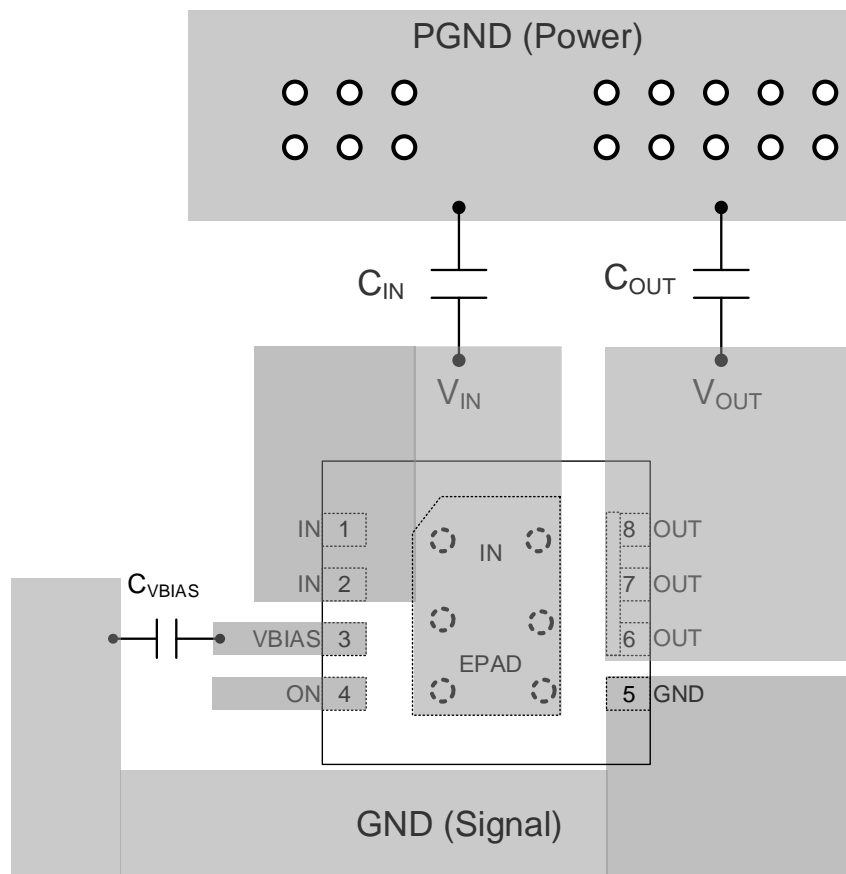 PGND (Power)
CIN
COUT
VIN
VOUT
IN 1
IN
8 OUT
IN 2
7 OUT
CVBIAS
VBIAS 3
6 OUT
EPAD
ON 4
5 GND
GND (Signal)